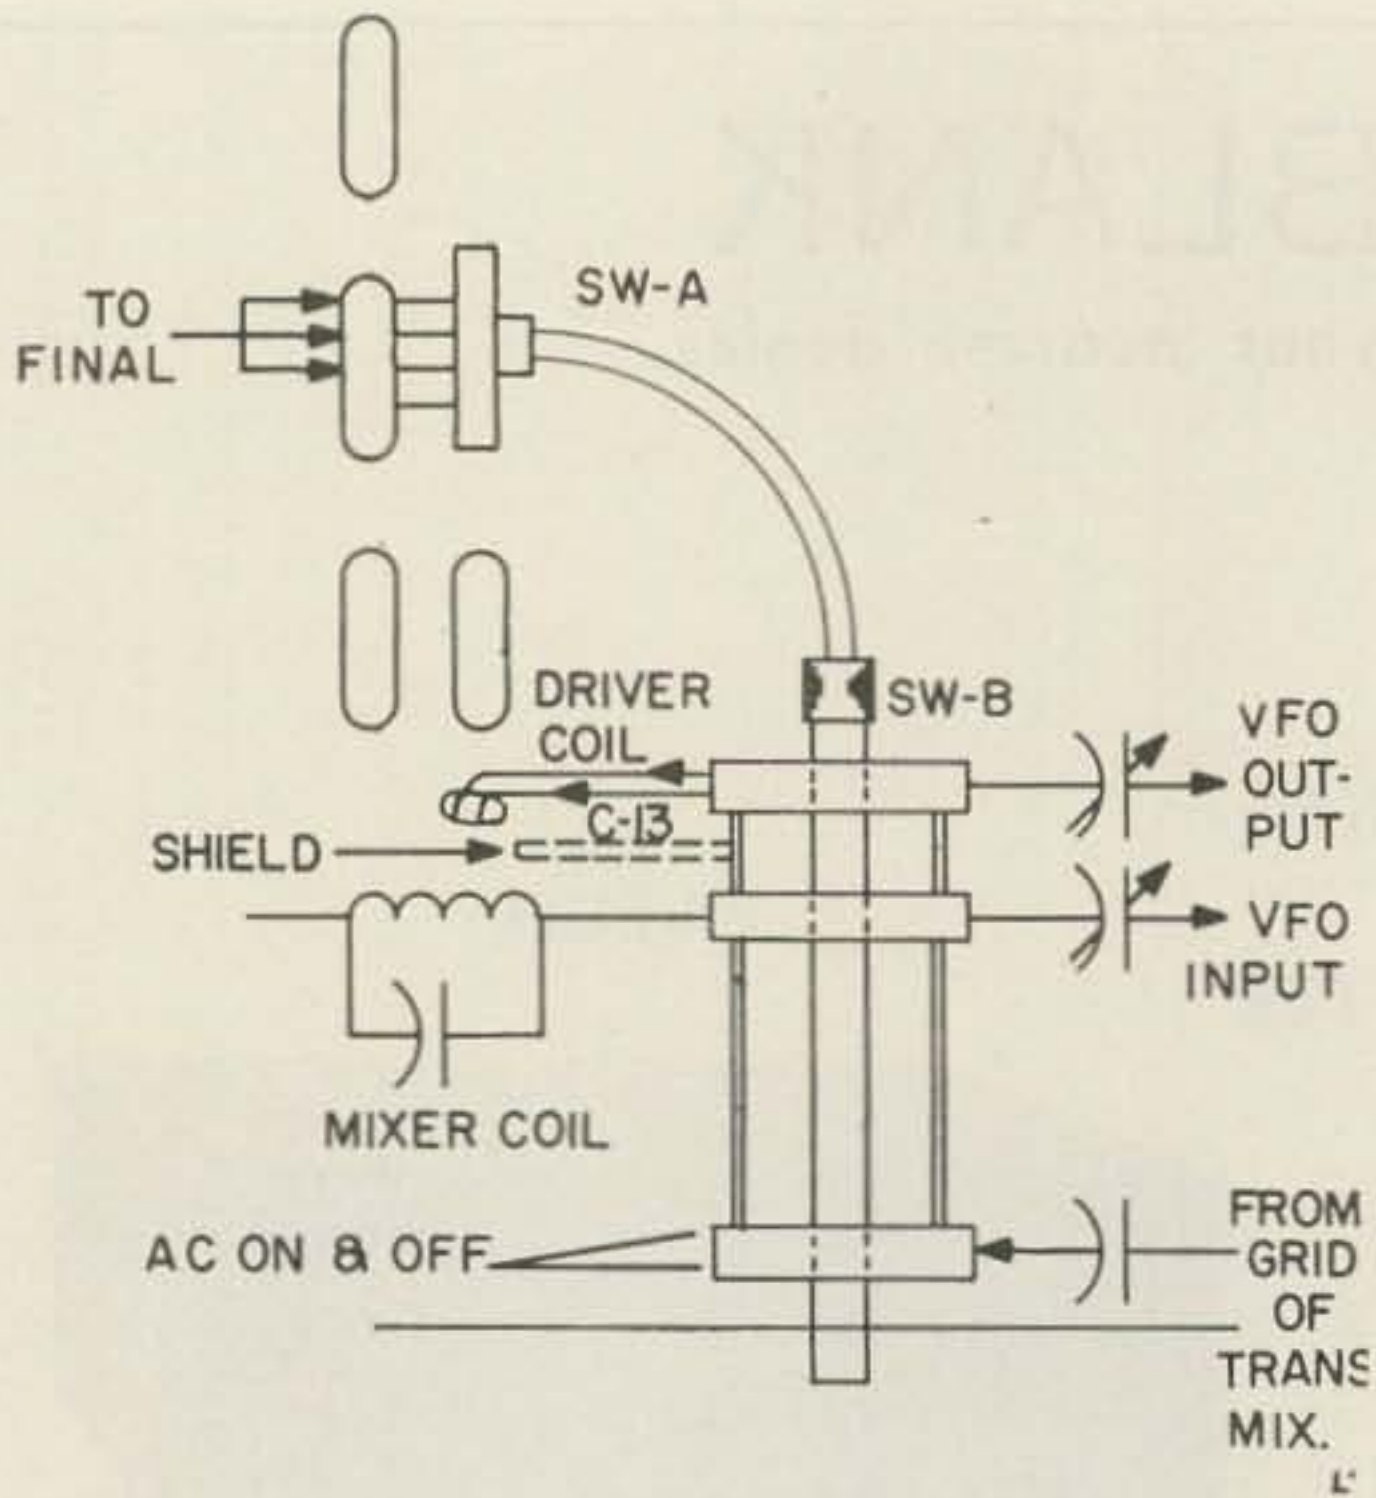 SW-A
TO
FINAL
SW-B
DRIVER
COIL
C-13
VFO
OUT-
PUT
SHIELD
VFO
INPUT
MIXER COIL
AC ON & OFF
FROM
GRID
OF
TRANS
MIX.